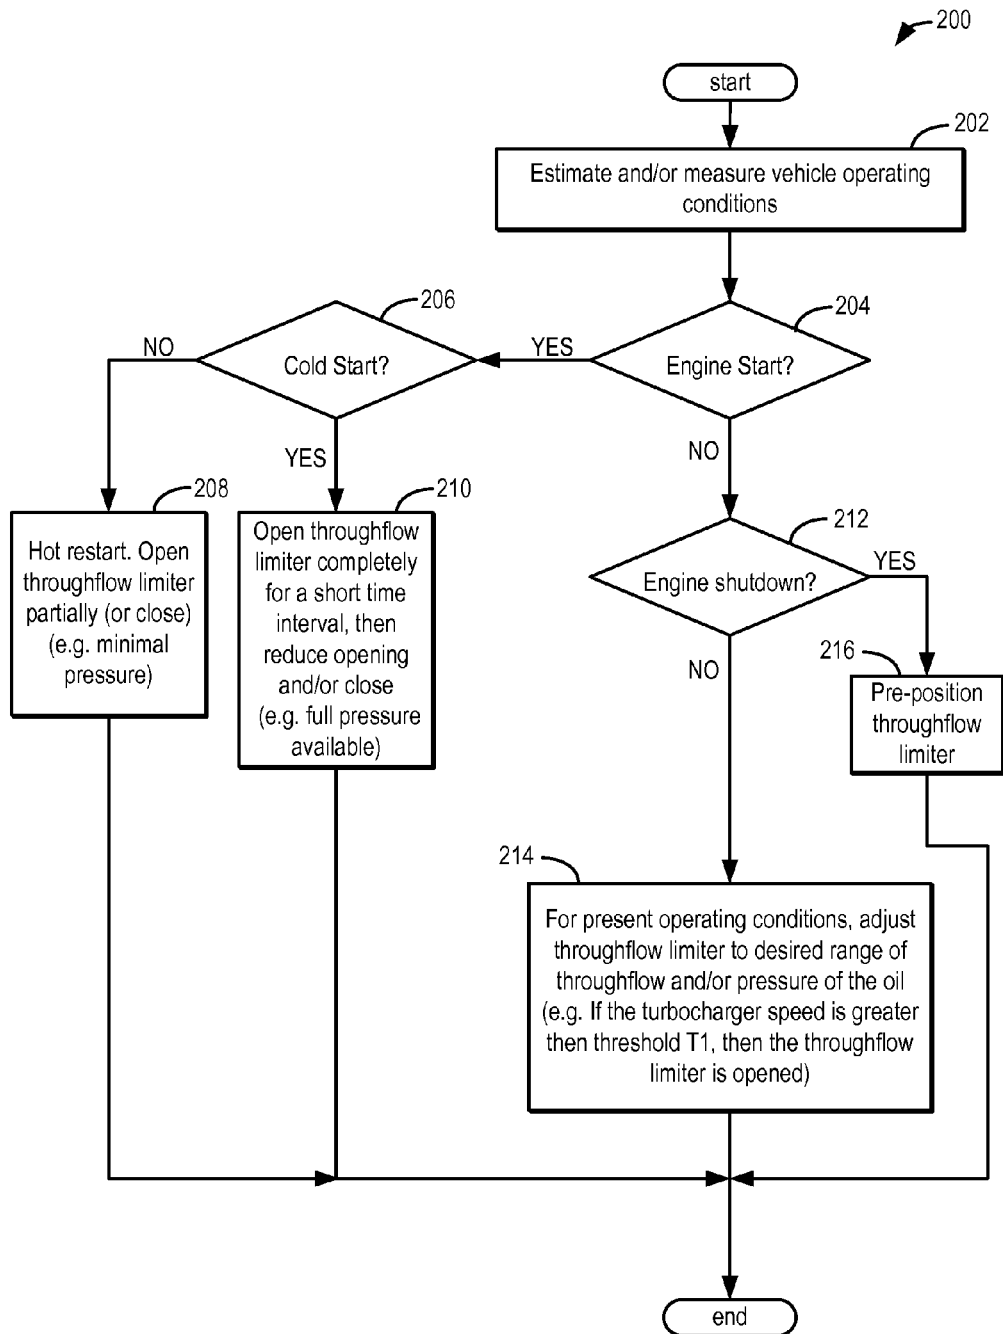 200
start
202
Estimate and/or measure vehicle operating
conditions
206
204
NO
Cold Start?
YES
Engine Start?
YES
NO
208
210
212
Hot restart. Open
throughflow limiter
partially (or close)
(e.g. minimal
pressure)
Open throughflow
limiter completely
for a short time
interval, then
reduce opening
and/or close
(e.g. full pressure
available)
Engine shutdown?
YES
NO
216
Pre-position
throughflow
limiter
214
For present operating conditions, adjust
throughflow limiter to desired range of
throughflow and/or pressure of the oil
(e.g. If the turbocharger speed is greater
then threshold T1, then the throughflow
limiter is opened)
end